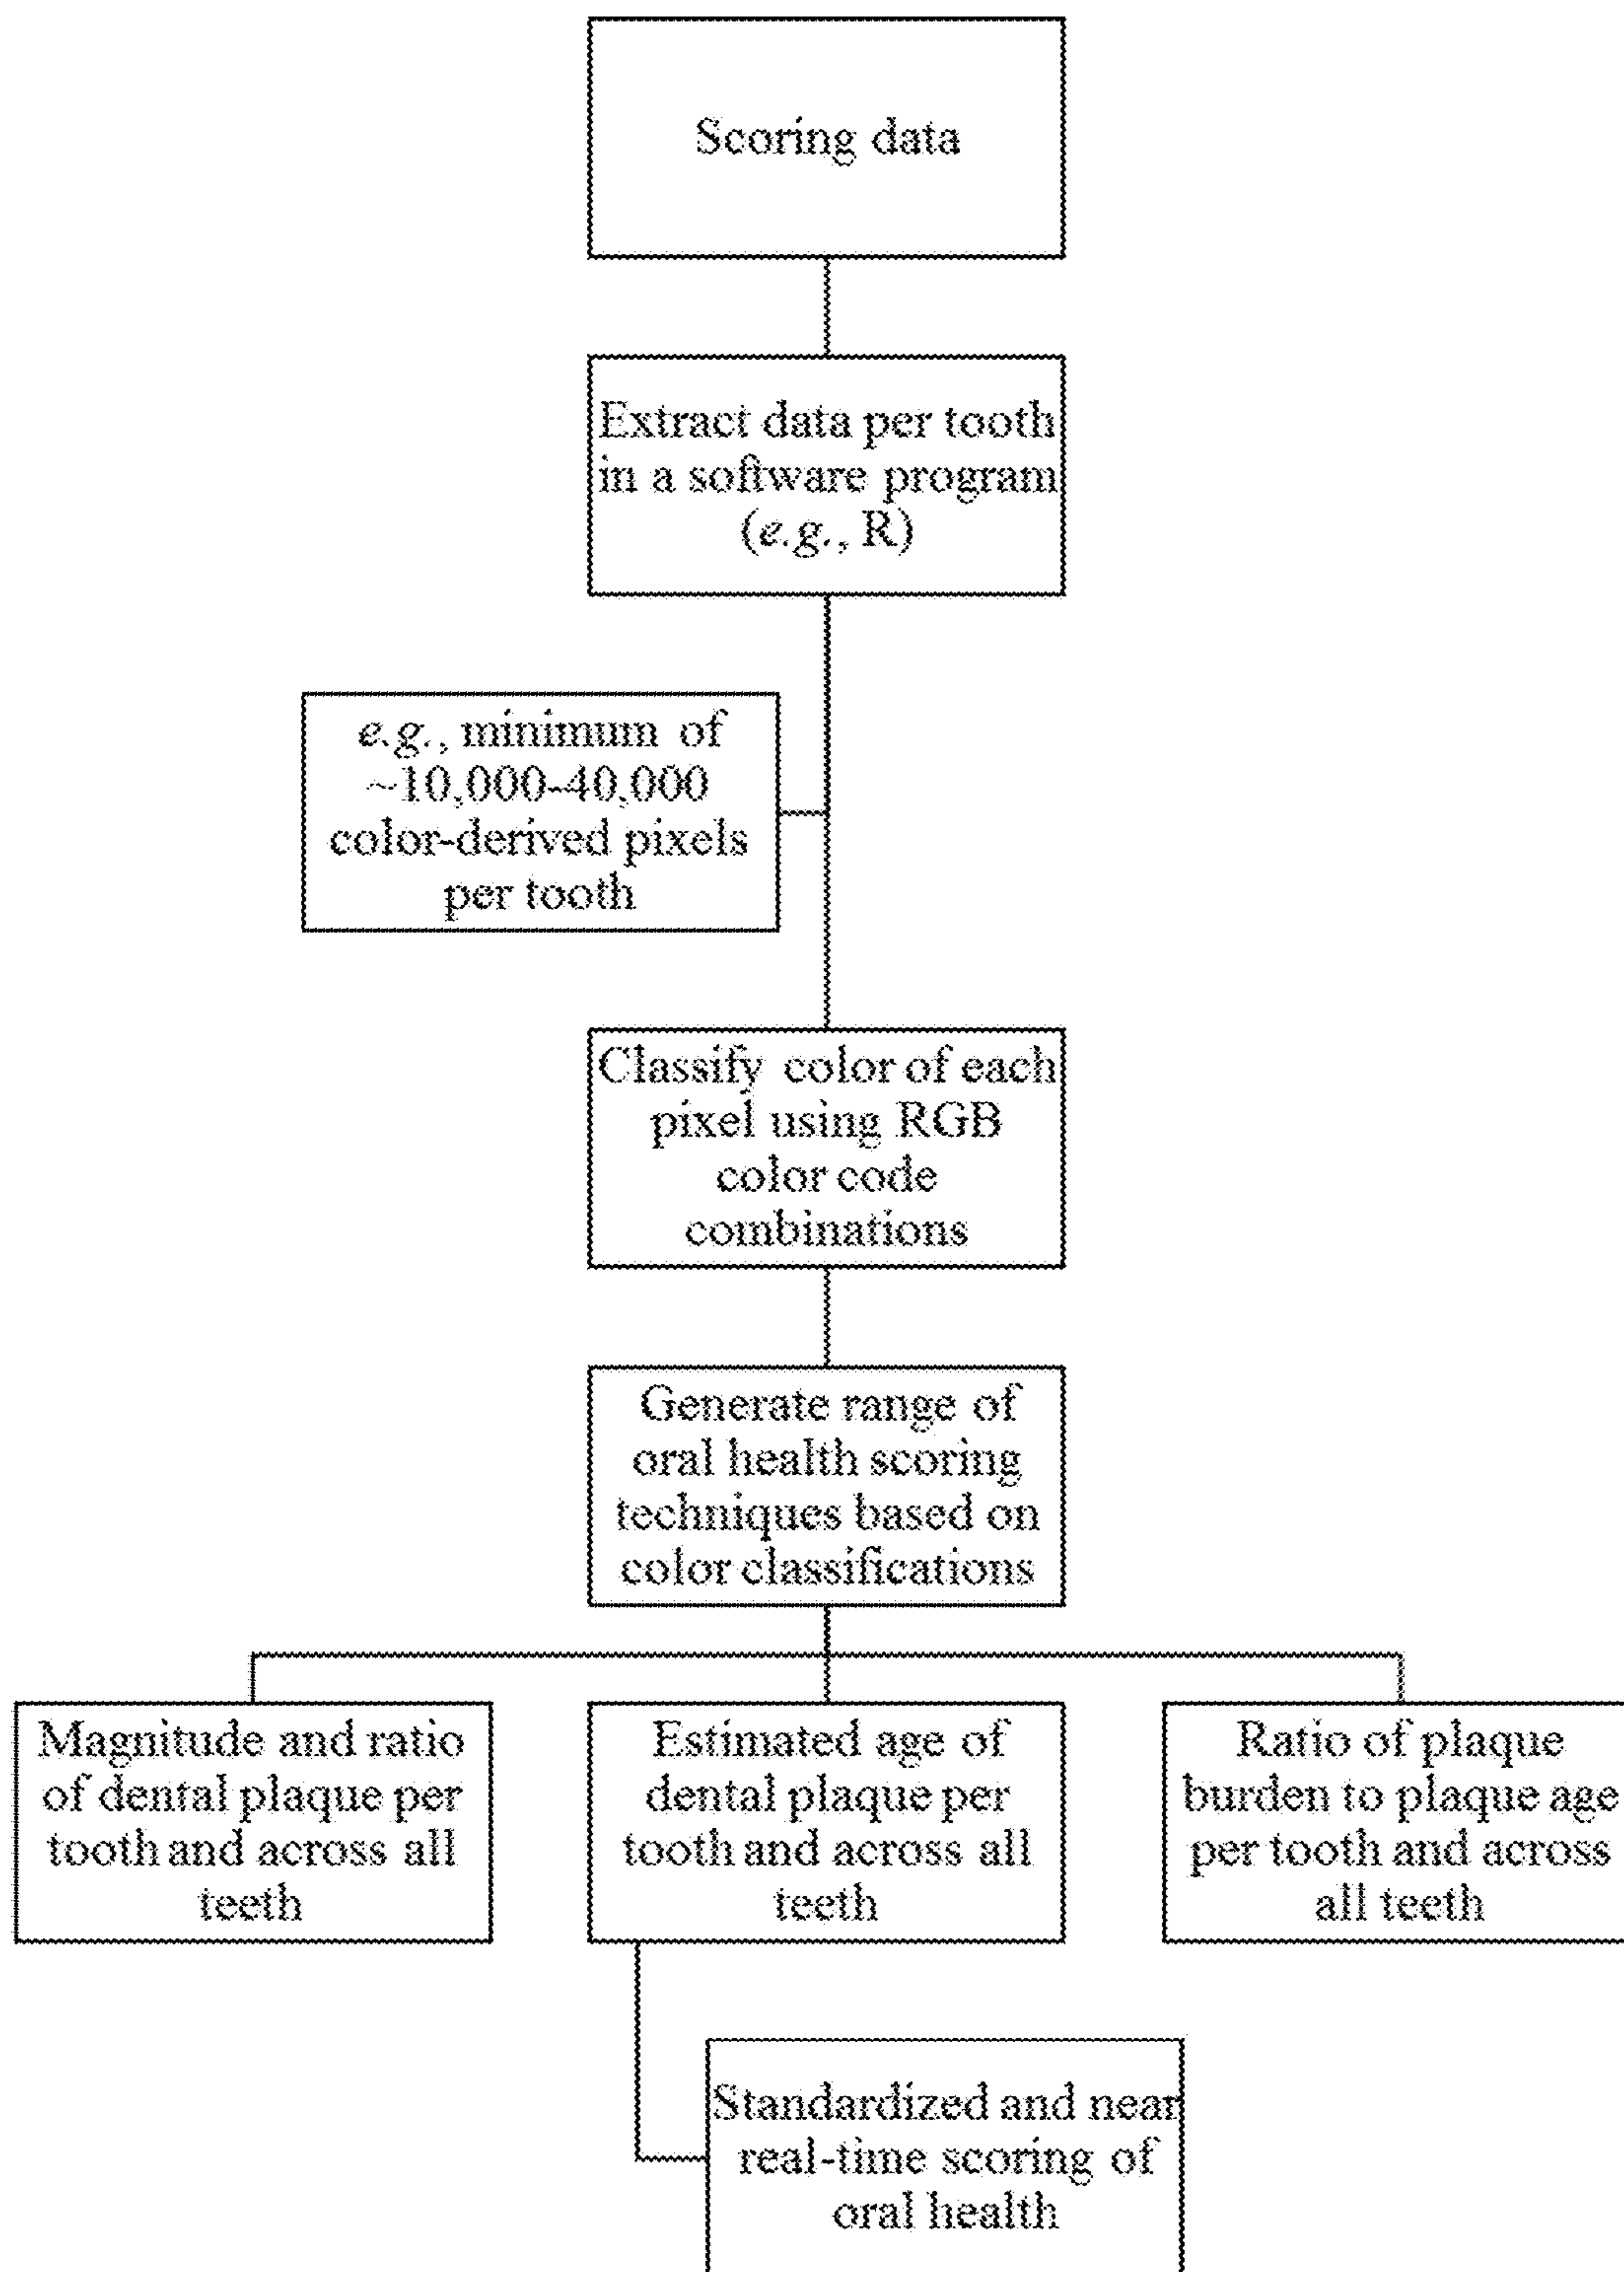 Scoring data
Extract data per tooth
in a software program
(e.g., R)
e.g., minimum of
~10,000-40,000
color-derived pixels
per tooth
Classify color of each
pixel using RGB
color code
combinations
Generate range of
oral health scoring
techniques based on
color classifications
Magnitude and ratio
of dental plaque per
tooth and across all
teeth
Estimated age of
dental plaque per
tooth and across all
teeth
Ratio of plaque
burden to plaque age
per tooth and across
all teeth
Standardized and near
real-time scoring of
oral health